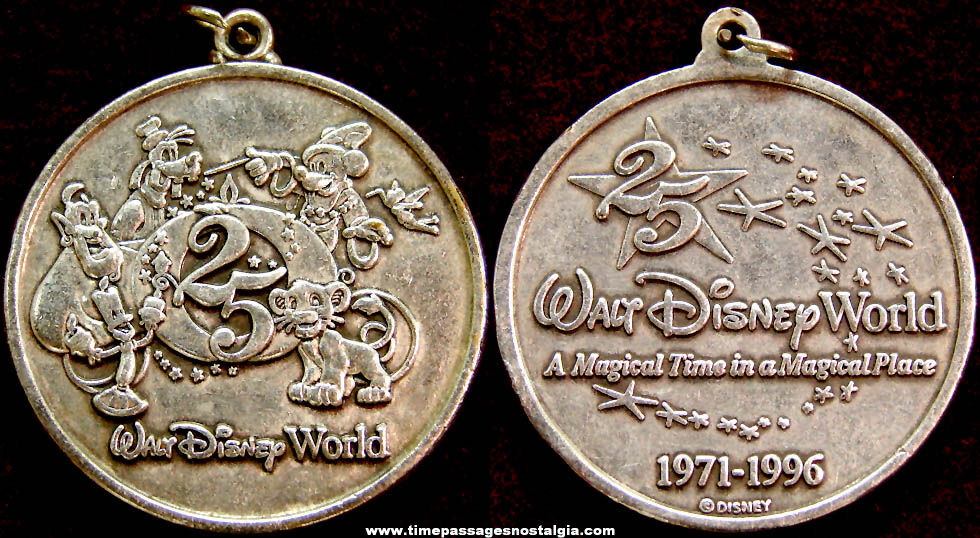 25
WALT DISNEY World
25
WALT DISNEY World
A Magical Time in a Magical Place
1971-1996
© DISNEY
www.timepassagesnostalgia.com